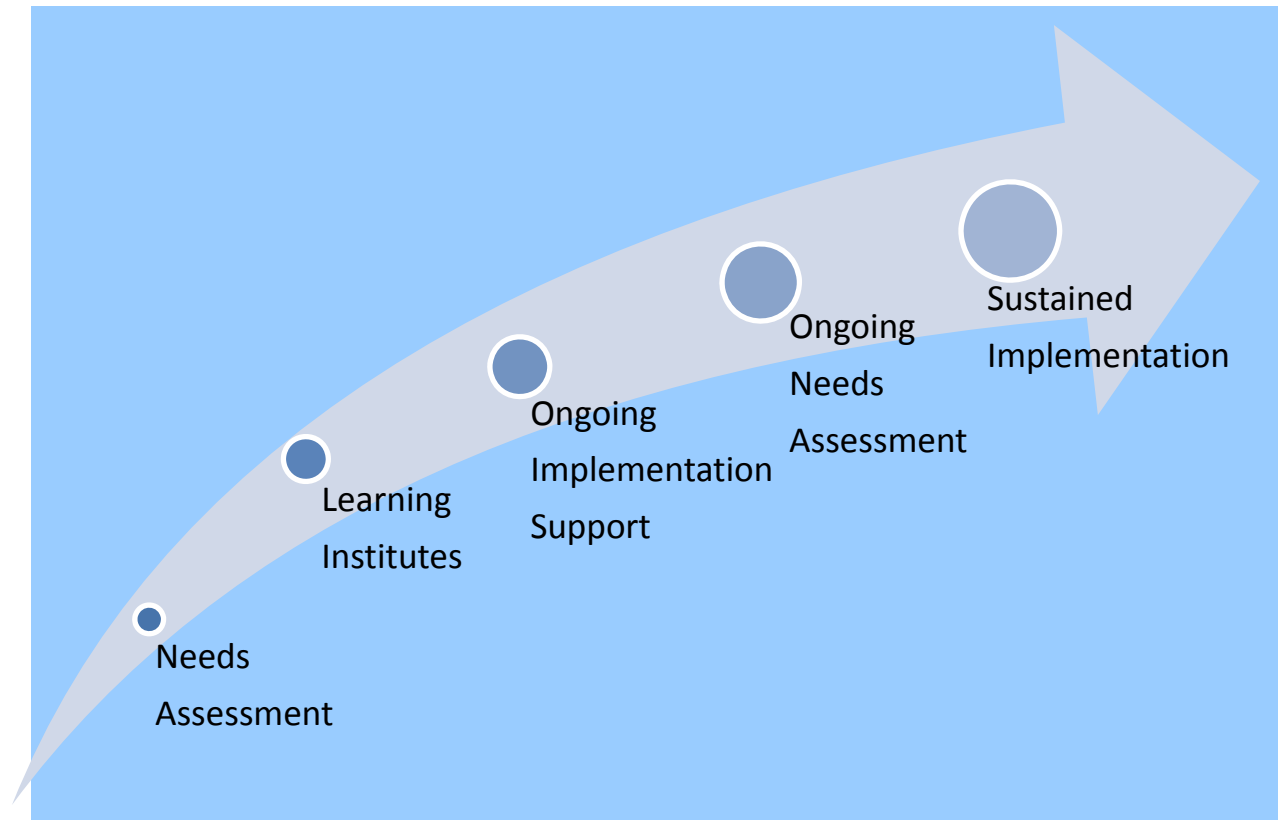 Needs
Assessment
Learning
Institutes
Ongoing
Implementation
Support
Ongoing
Needs
Assessment
Sustained
Implementation